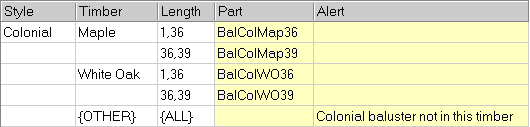 Style Timber Length Part Alert
Colonial Maple 1,36 BalColMap36
36,39 BalColMap39
White Oak 1,36 BalColWO36
36,39 BalColWO39
{OTHER} {ALL} Colonial baluster not in this timber